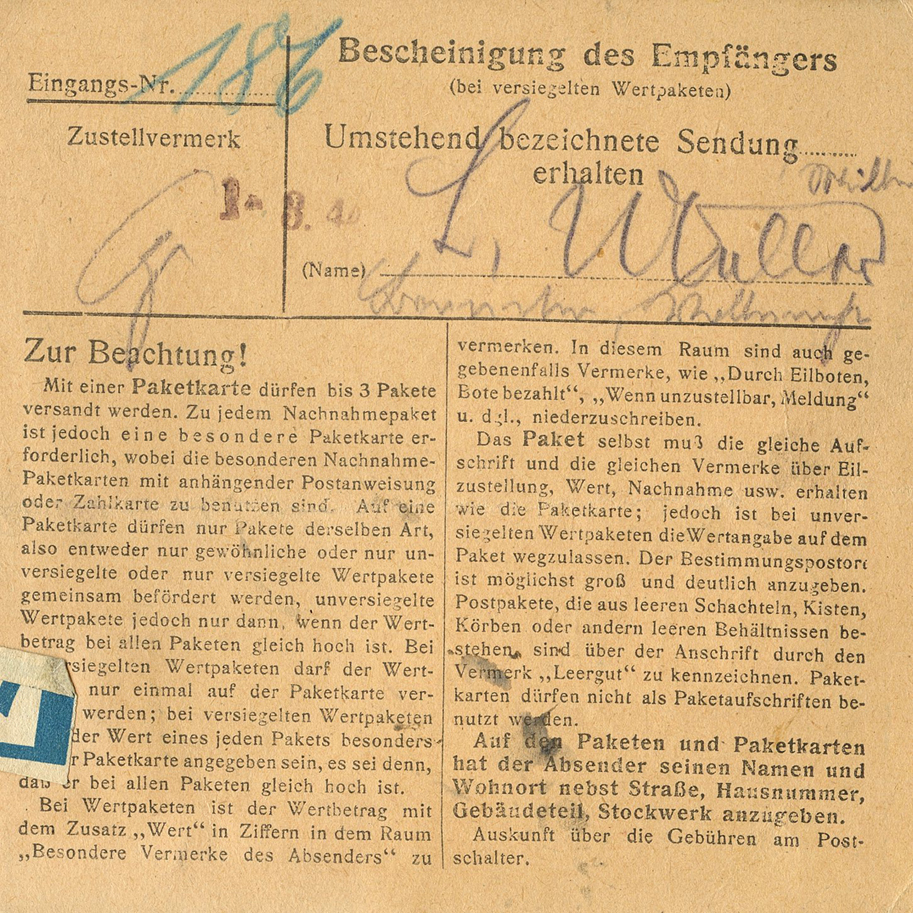 Eingangs-Nr. 186
Zustellvermerk
Bescheinigung des Empfängers
(bei versiegelten Wertpaketen)
Umstehend bezeichnete Sendung
erhalten
(Name)
Zur Beachtung!
Mit einer Paketkarte dürfen bis 3 Pakete
versandt werden. Zu jedem Nachnahmepaket
ist jedoch eine besondere Paketkarte er-
forderlich, wobei die besonderen Nachnahme-
Paketkarten mit anhängender Postanweisung
oder Zahlkarte zu benutzen sind. Auf eine
Paketkarte dürfen nur Pakete derselben Art,
also entweder nur gewöhnliche oder nur un-
versiegelte oder nur versiegelte Wertpakete
gemeinsam befördert werden, unversiegelte
Wertpakete jedoch nur dann, wenn der Wert-
betrag bei allen Paketen gleich hoch ist. Bei
rsiegelten Wertpaketen darf der Wert-
nur einmal auf der Paketkarte ver-
werden; bei versiegelten Wertpaketen
der Wert eines jeden Pakets besonders
r Paketkarte angegeben sein, es sei denn,
daß er bei allen Paketen gleich hoch ist.
Bei Wertpaketen ist der Wertbetrag mit
dem Zusatz „Wert“ in Ziffern in dem Raum
„Besondere Vermerke des Absenders“ zu
vermerken. In diesem Raum sind auch ge-
gebenenfalls Vermerke, wie „Durch Eilboten,
Bote bezahlt“, „Wenn unzustellbar, Meldung“
u. dgl., niederzuschreiben.
Das Paket selbst muß die gleiche Auf-
schrift und die gleichen Vermerke über Eil-
zustellung, Wert, Nachnahme usw. erhalten
wie die Paketkarte; jedoch ist bei unver-
siegelten Wertpaketen die Wertangabe auf dem
Paket wegzulassen. Der Bestimmungspostort
ist möglichst groß und deutlich anzugeben.
Postpakete, die aus leeren Schachteln, Kisten,
Körben oder andern leeren Behältnissen be-
stehen, sind über der Anschrift durch den
Vermerk „Leergut“ zu kennzeichnen. Paket-
karten dürfen nicht als Paketaufschriften be-
nutzt werden.
Auf den Paketen und Paketkarten
hat der Absender seinen Namen und
Wohnort nebst Straße, Hausnummer,
Gebäudeteil, Stockwerk anzugeben.
Auskunft über die Gebühren am Post-
schalter.